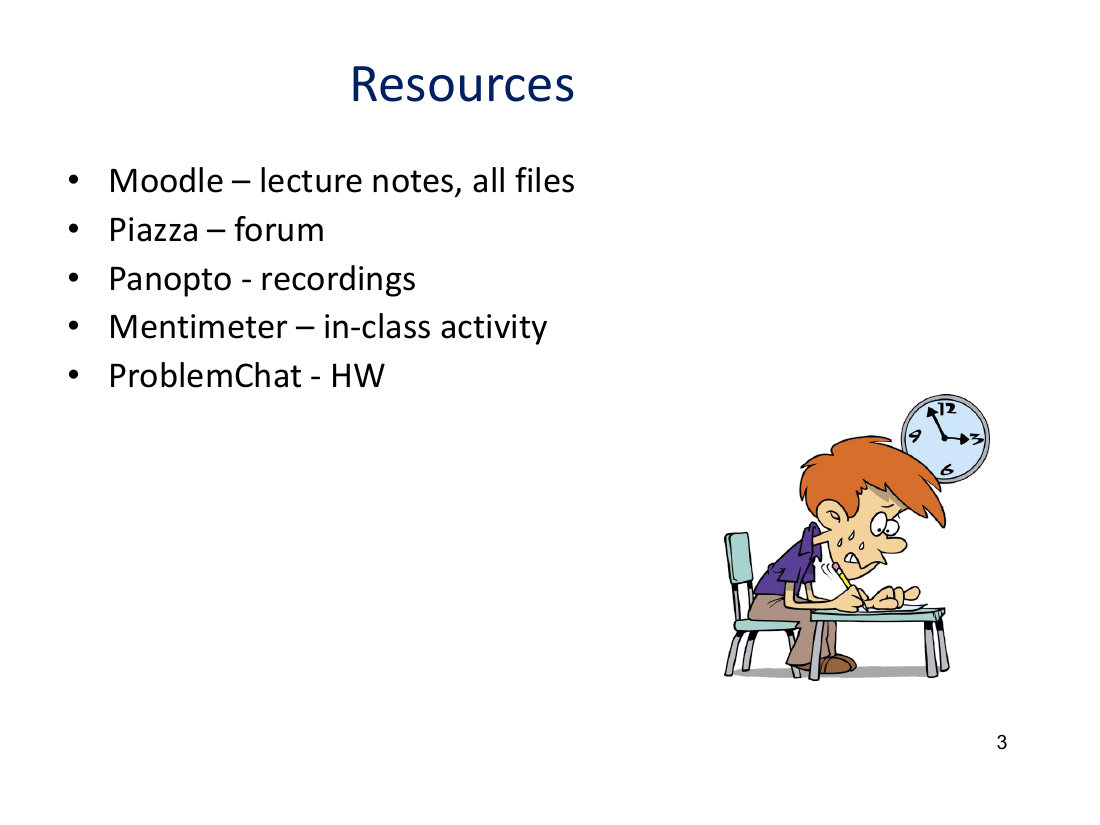 Resources
• Moodle – lecture notes, all files
• Piazza – forum
• Panopto - recordings
• Mentimeter – in-class activity
• ProblemChat - HW
12
9 3
6
3